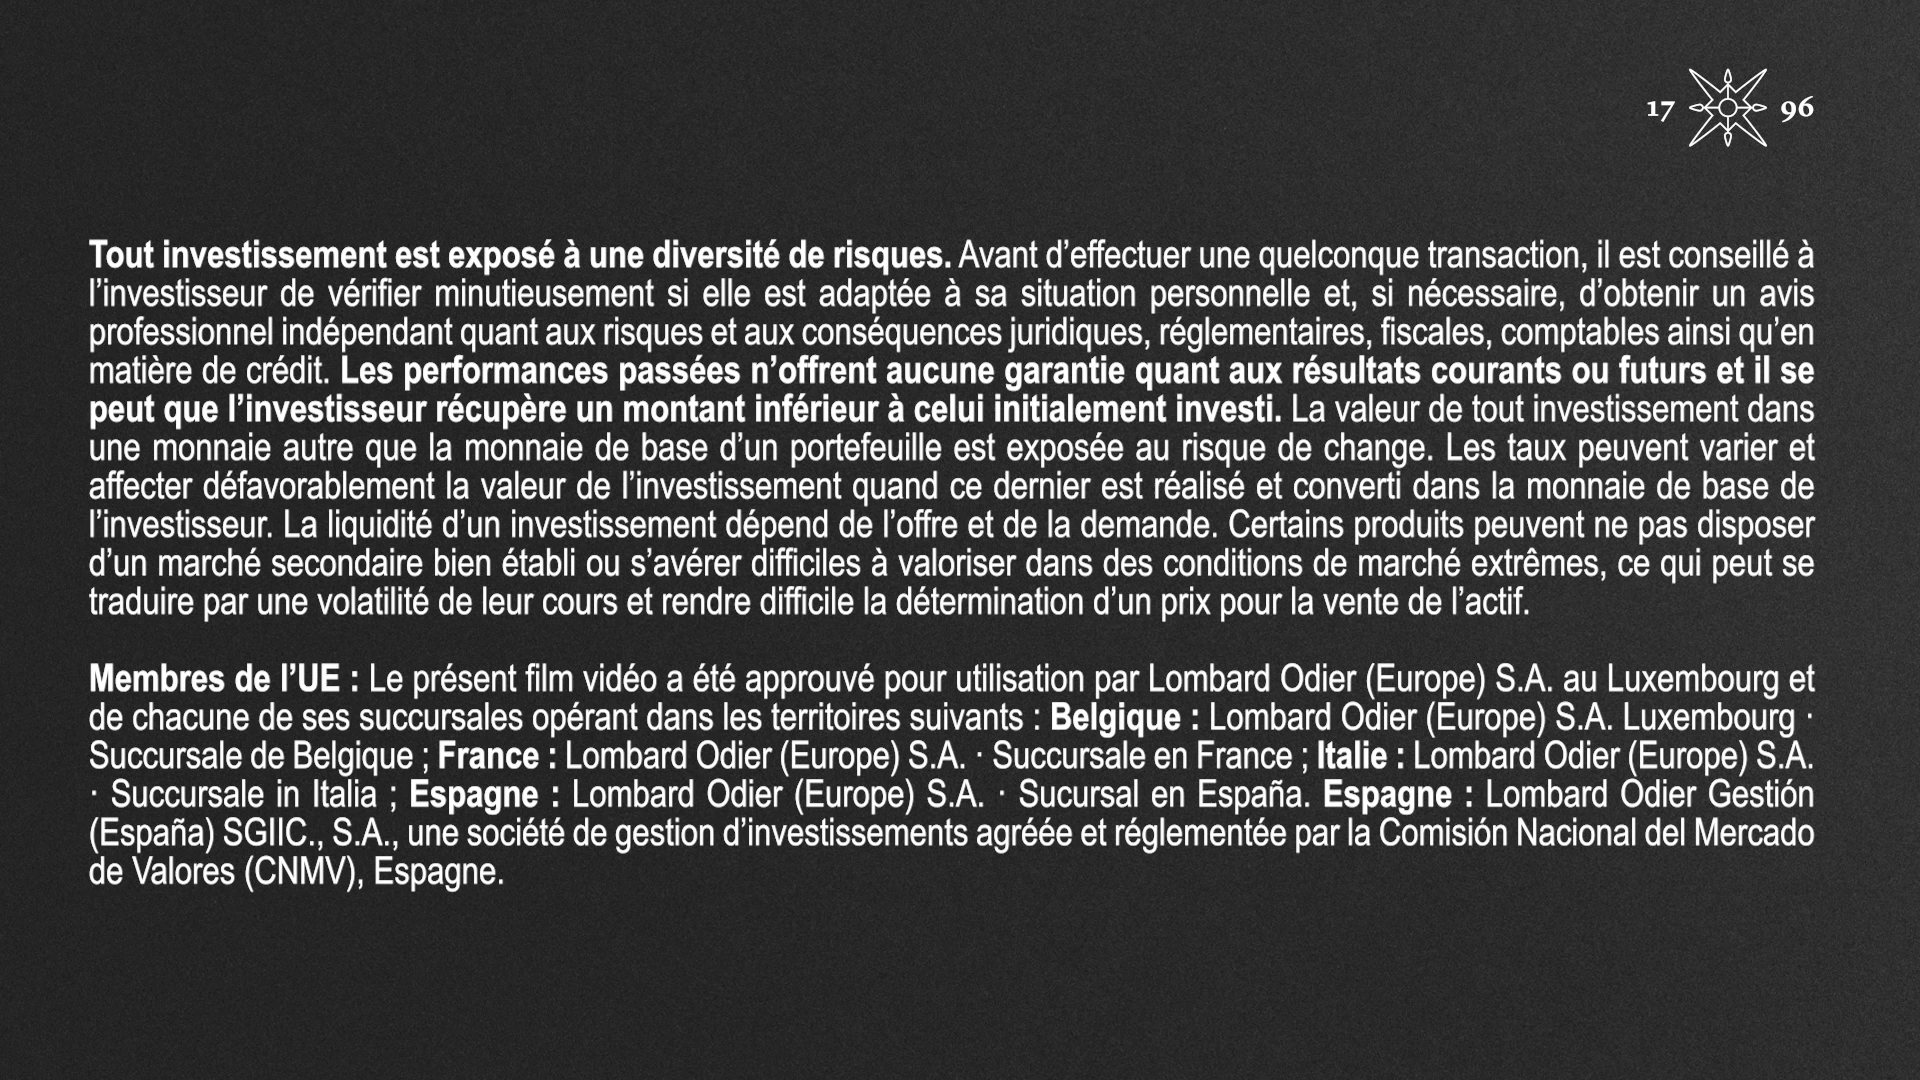 17 96
Tout investissement est exposé à une diversité de risques. Avant d’effectuer une quelconque transaction, il est conseillé à
l’investisseur de vérifier minutieusement si elle est adaptée à sa situation personnelle et, si nécessaire, d’obtenir un avis
professionnel indépendant quant aux risques et aux conséquences juridiques, réglementaires, fiscales, comptables ainsi qu’en
matière de crédit. Les performances passées n’offrent aucune garantie quant aux résultats courants ou futurs et il se
peut que l’investisseur récupère un montant inférieur à celui initialement investi. La valeur de tout investissement dans
une monnaie autre que la monnaie de base d’un portefeuille est exposée au risque de change. Les taux peuvent varier et
affecter défavorablement la valeur de l’investissement quand ce dernier est réalisé et converti dans la monnaie de base de
l’investisseur. La liquidité d’un investissement dépend de l’offre et de la demande. Certains produits peuvent ne pas disposer
d’un marché secondaire bien établi ou s’avérer difficiles à valoriser dans des conditions de marché extrêmes, ce qui peut se
traduire par une volatilité de leur cours et rendre difficile la détermination d’un prix pour la vente de l’actif.
Membres de l’UE : Le présent film vidéo a été approuvé pour utilisation par Lombard Odier (Europe) S.A. au Luxembourg et
de chacune de ses succursales opérant dans les territoires suivants : Belgique : Lombard Odier (Europe) S.A. Luxembourg ·
Succursale de Belgique ; France : Lombard Odier (Europe) S.A. · Succursale en France ; Italie : Lombard Odier (Europe) S.A.
· Succursale in Italia ; Espagne : Lombard Odier (Europe) S.A. · Sucursal en España. Espagne : Lombard Odier Gestión
(España) SGIIC., S.A., une société de gestion d’investissements agréée et réglementée par la Comisión Nacional del Mercado
de Valores (CNMV), Espagne.